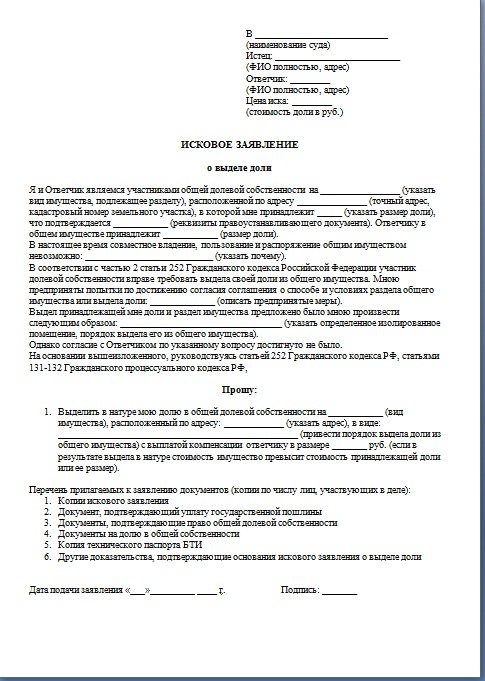 В ____________________________
(наименование суда)
Истец: __________________________
(ФИО полностью, адрес)
Ответчик: ________
(ФИО полностью, адрес)
Цена иска: ________
(стоимость доли в руб.)
ИСКОВОЕ ЗАЯВЛЕНИЕ
о выделе доли
Я и Ответчик являемся участниками общей долевой собственности на ________________ (указать
вид имущества, подлежащее разделу), расположенной по адресу ______________ (точный адрес,
кадастровый номер земельного участка), в которой мне принадлежит _____ (указать размер доли),
что подтверждается ___________ (реквизиты правоустанавливающего документа). Ответчику в
общем имуществе принадлежит ___________ (размер доли).
В настоящее время совместное владение, пользование и распоряжение общим имуществом
невозможно: __________________________ (указать почему).
В соответствии с частью 2 статьи 252 Гражданского кодекса Российской Федерации участник
долевой собственности вправе требовать выдела своей доли из общего имущества. Мною
предприняты попытки по достижению согласия соглашения о способе и условиях раздела общего
имущества или выдела доли: _____________ (описать предпринятые меры).
Выдел принадлежащей мне доли и раздел имущества предложено было мною произвести
следующим образом: _________________________________ (указать определенное изолированное
помещение, порядок выдела его из общего имущества).
Однако согласие с Ответчиком по указанному вопросу достигнуто не было.
На основании вышеизложенного, руководствуясь статьей 252 Гражданского кодекса РФ, статьями
131-132 Гражданского процессуального кодекса РФ,
Прошу:
1. Выделить в натуре мою долю в общей долевой собственности на ___________ (вид
имущества), расположенный по адресу: ____________ (указать адрес), в виде:
________________________________________________ (привести порядок выдела доли из
общего имущества) с выплатой компенсации ответчику в размере _______ руб. (если в
результате выдела в натуре стоимость имущество превысит стоимость принадлежащей доли
или ее размер).
Перечень прилагаемых к заявлению документов (копии по числу лиц, участвующих в деле):
1. Копии искового заявления
2. Документ, подтверждающий уплату государственной пошлины
3. Документы, подтверждающие право общей долевой собственности
4. Документы на долю в общей собственности
5. Копия технического паспорта БТИ
6. Другие доказательства, подтверждающие основания искового заявления о выделе доли
Дата подачи заявления «___»_________ ____ г. Подпись: _______